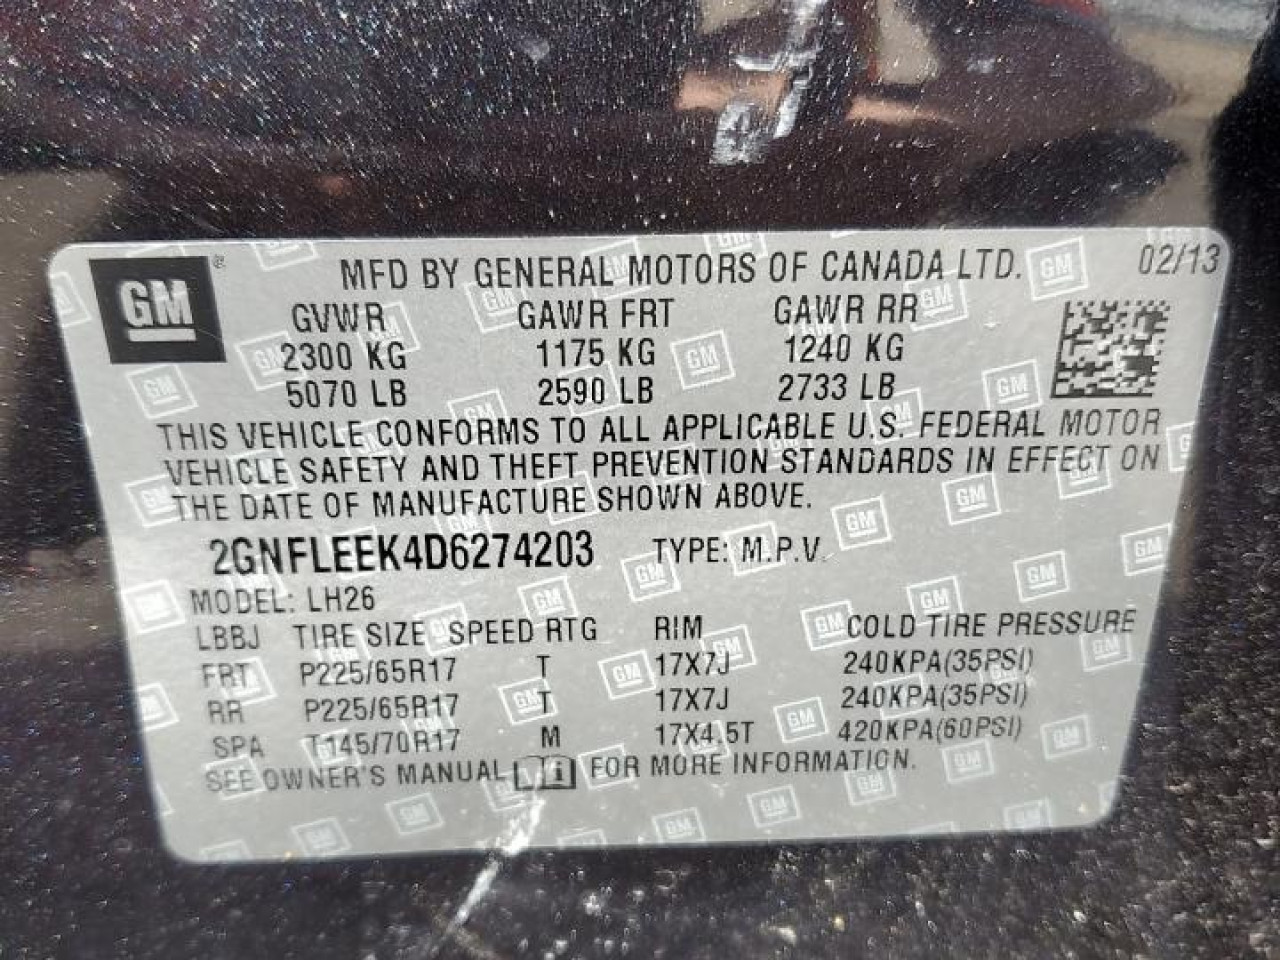 GM ® MFD BY GENERAL MOTORS OF CANADA LTD. 02/13
GVWR GAWR FRT GAWR RR
2300 KG 1175 KG 1240 KG
5070 LB 2590 LB 2733 LB
THIS VEHICLE CONFORMS TO ALL APPLICABLE U.S. FEDERAL MOTOR
VEHICLE SAFETY AND THEFT PREVENTION STANDARDS IN EFFECT ON
THE DATE OF MANUFACTURE SHOWN ABOVE.
2GNFLEEK4D6274203 TYPE: M.P.V.
MODEL: LH26
LBBJ TIRE SIZE SPEED RTG RIM COLD TIRE PRESSURE
FRT P225/65R17 T 17X7J 240KPA(35PSI)
RR P225/65R17 T 17X7J 240KPA(35PSI)
SPA T145/70R17 M 17X4.5T 420KPA(60PSI)
SEE OWNER'S MANUAL i FOR MORE INFORMATION.